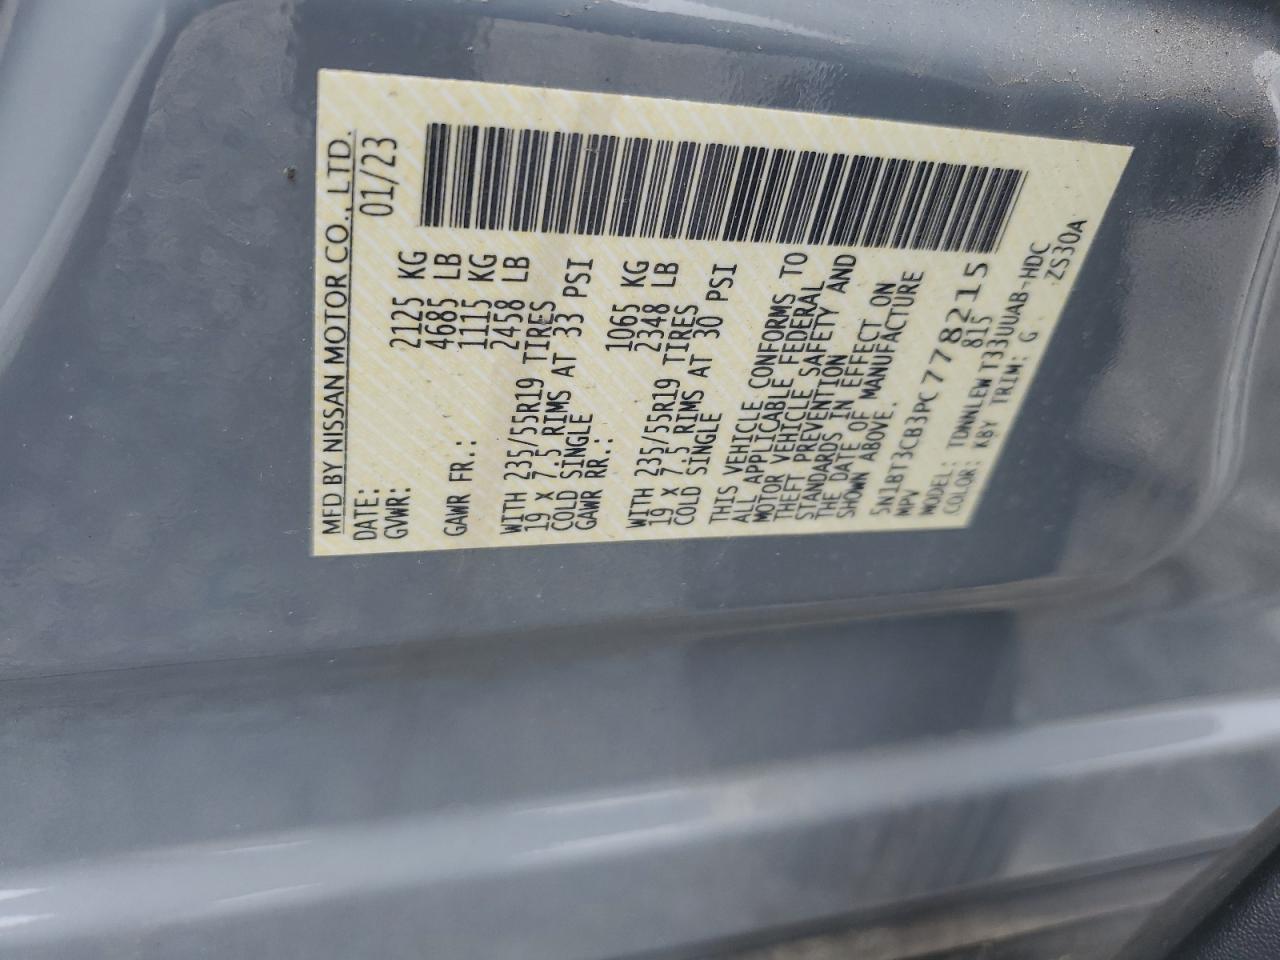 MFD BY NISSAN MOTOR CO., LTD.
DATE: 01/23
GVWR: 2125 KG
4685 LB
GAWR FR.: 1115 KG
2458 LB
WITH 235/55R19 TIRES
19 X 7.5 RIMS AT 33 PSI
COLD SINGLE
GAWR RR.: 1065 KG
2348 LB
WITH 235/55R19 TIRES
19 X 7.5 RIMS AT 30 PSI
COLD SINGLE
THIS VEHICLE CONFORMS TO
ALL APPLICABLE FEDERAL
MOTOR VEHICLE SAFETY AND
THEFT PREVENTION
STANDARDS IN EFFECT ON
THE DATE OF MANUFACTURE
SHOWN ABOVE.
5N1BT3CB3PC778215
MPV 815
MODEL: TDNNLEWT33UUAB-HDC
COLOR: KBY TRIM: G ZS30A